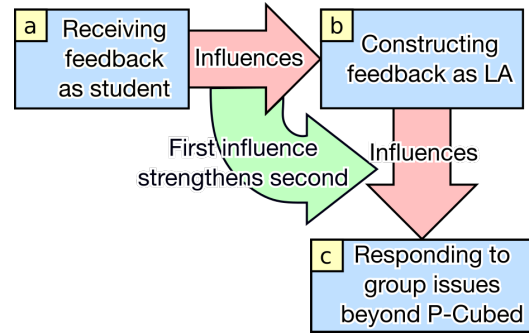 a
Receiving
feedback
as student
Influences
b
Constructing
feedback as LA
First influence
strengthens second
Influences
c
Responding to
group issues
beyond P-Cubed